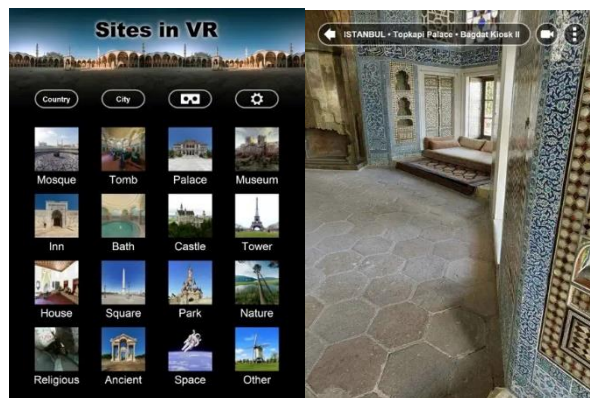 Sites in VR
Country City
Mosque Tomb Palace Museum
Inn Bath Castle Tower
House Square Park Nature
Religious Ancient Space Other
ISTANBUL • Topkapi Palace • Bagdat Kiosk II